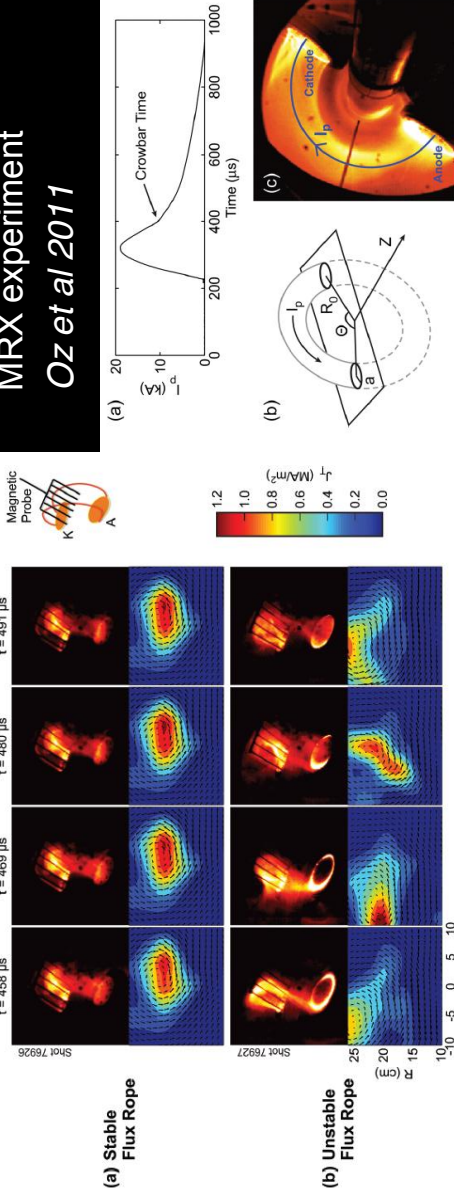 MRX experiment
Oz et al 2011
t = 458 µs
t = 469 µs
t = 480 µs
t = 491 µs
Magnetic
Probe
K
A
Shot 76926
(a) Stable
Flux Rope
Shot 76927
(b) Unstable
Flux Rope
R (cm)
25
20
15
10
-10
-5
0
5
10
1.2
1.0
0.8
0.6
0.4
0.2
0.0
J_T (MA/m²)
(a)
I_p (kA)
20
10
0
Crowbar Time
0
200
400
600
800
1000
Time (µs)
(b)
I_p
R_0
Θ
a
Z
(c)
Cathode
I_p
Anode